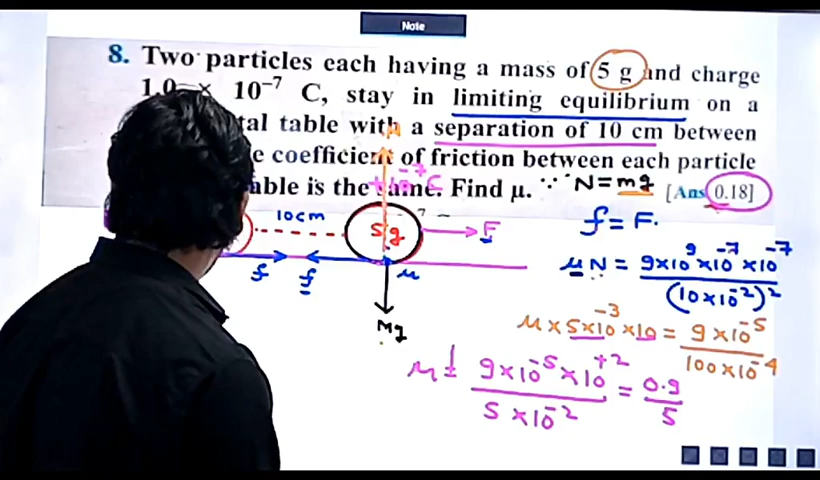 Note
8. Two particles each having a mass of 5 g and charge
1.0 × 10⁻⁷ C, stay in limiting equilibrium on a
tal table with a separation of 10 cm between
e coefficient of friction between each particle
able is the same. Find μ. ∵ N = mg [Ans 0.18]
10cm 5g F
f = F.
f f μ
μN = 9×10⁹×10⁻⁷×10⁻⁷ / (10×10⁻²)²
Mg
μ × 5×10⁻³ × 10 = 9×10⁻⁵ / 100×10⁻⁴
μ = 9×10⁻⁵×10⁺² / 5×10⁻² = 0.9 / 5